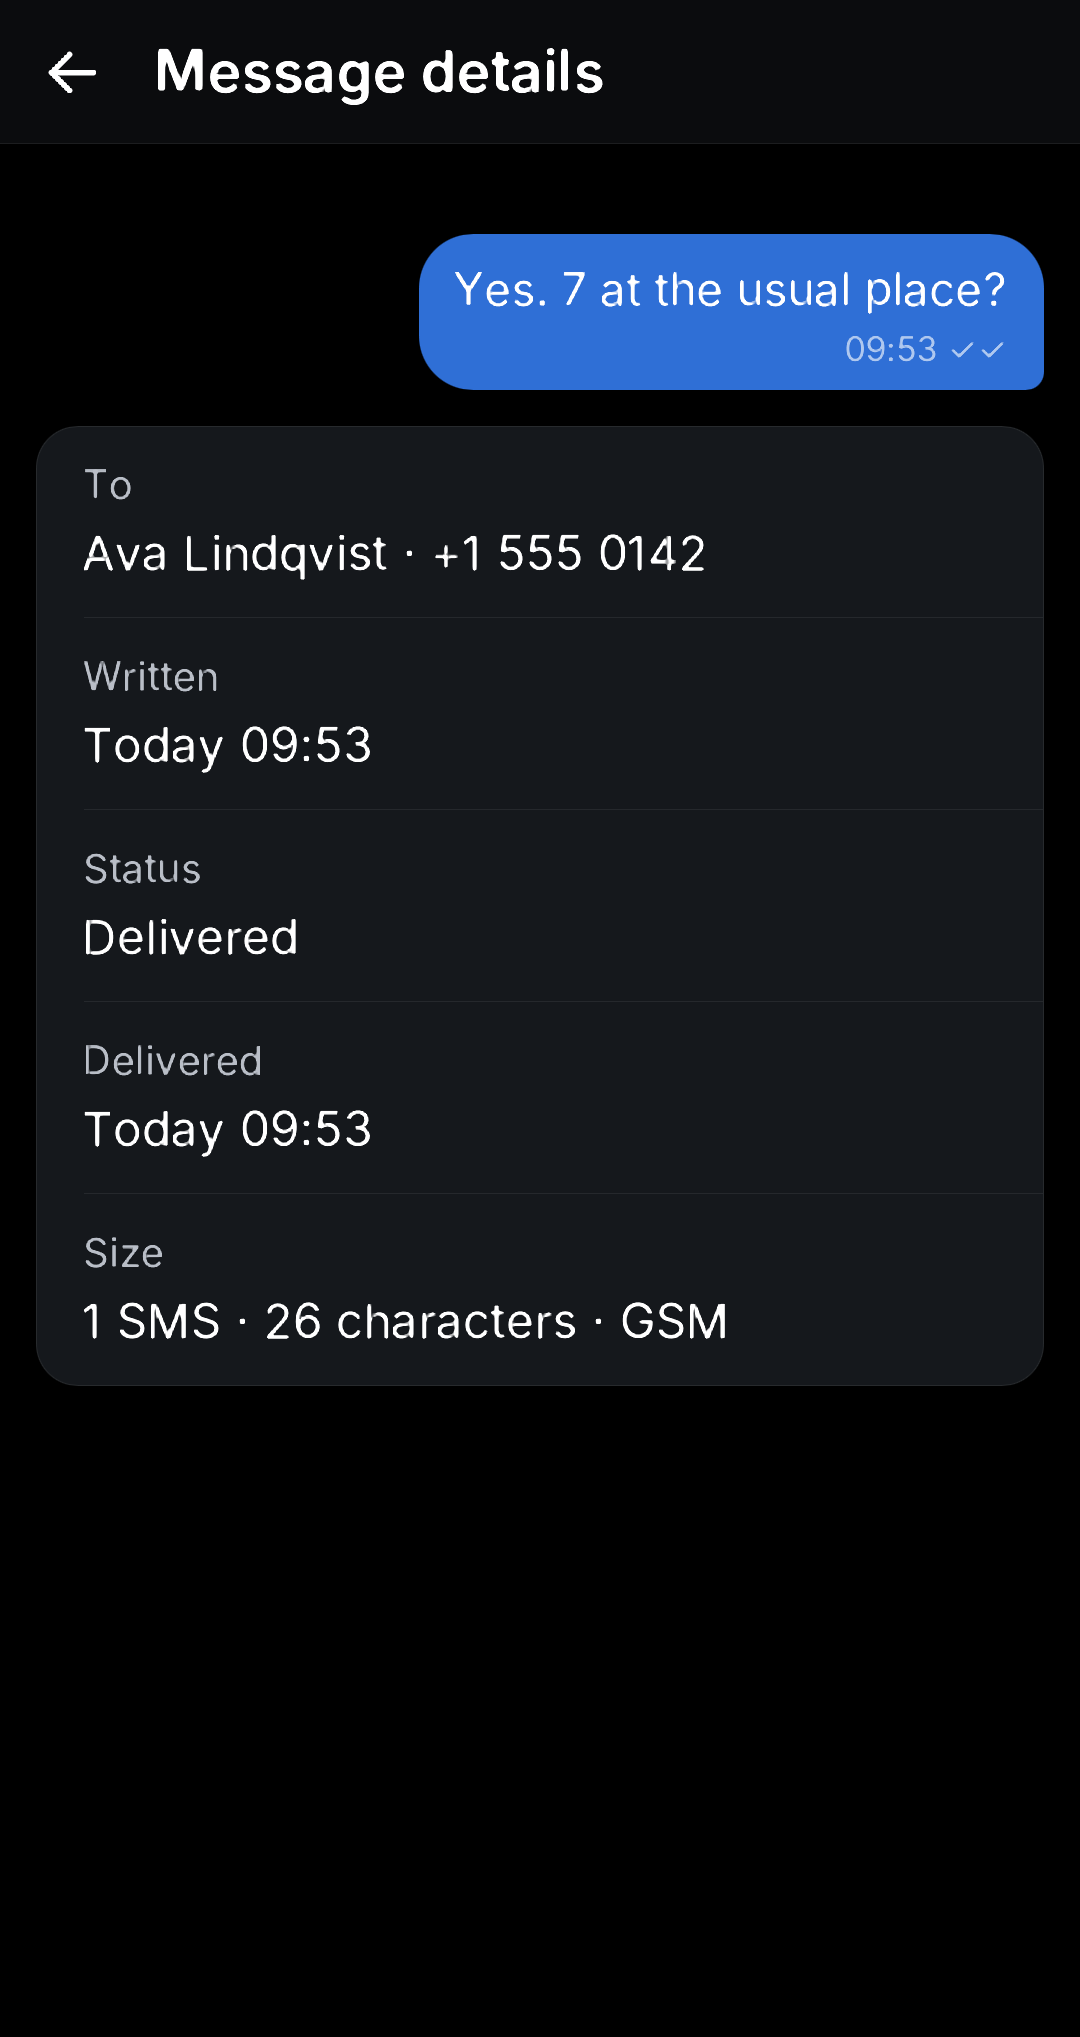 Message details
Yes. 7 at the usual place?
09:53 ✓✓
To
Ava Lindqvist · +1 555 0142
Written
Today 09:53
Status
Delivered
Delivered
Today 09:53
Size
1 SMS · 26 characters · GSM